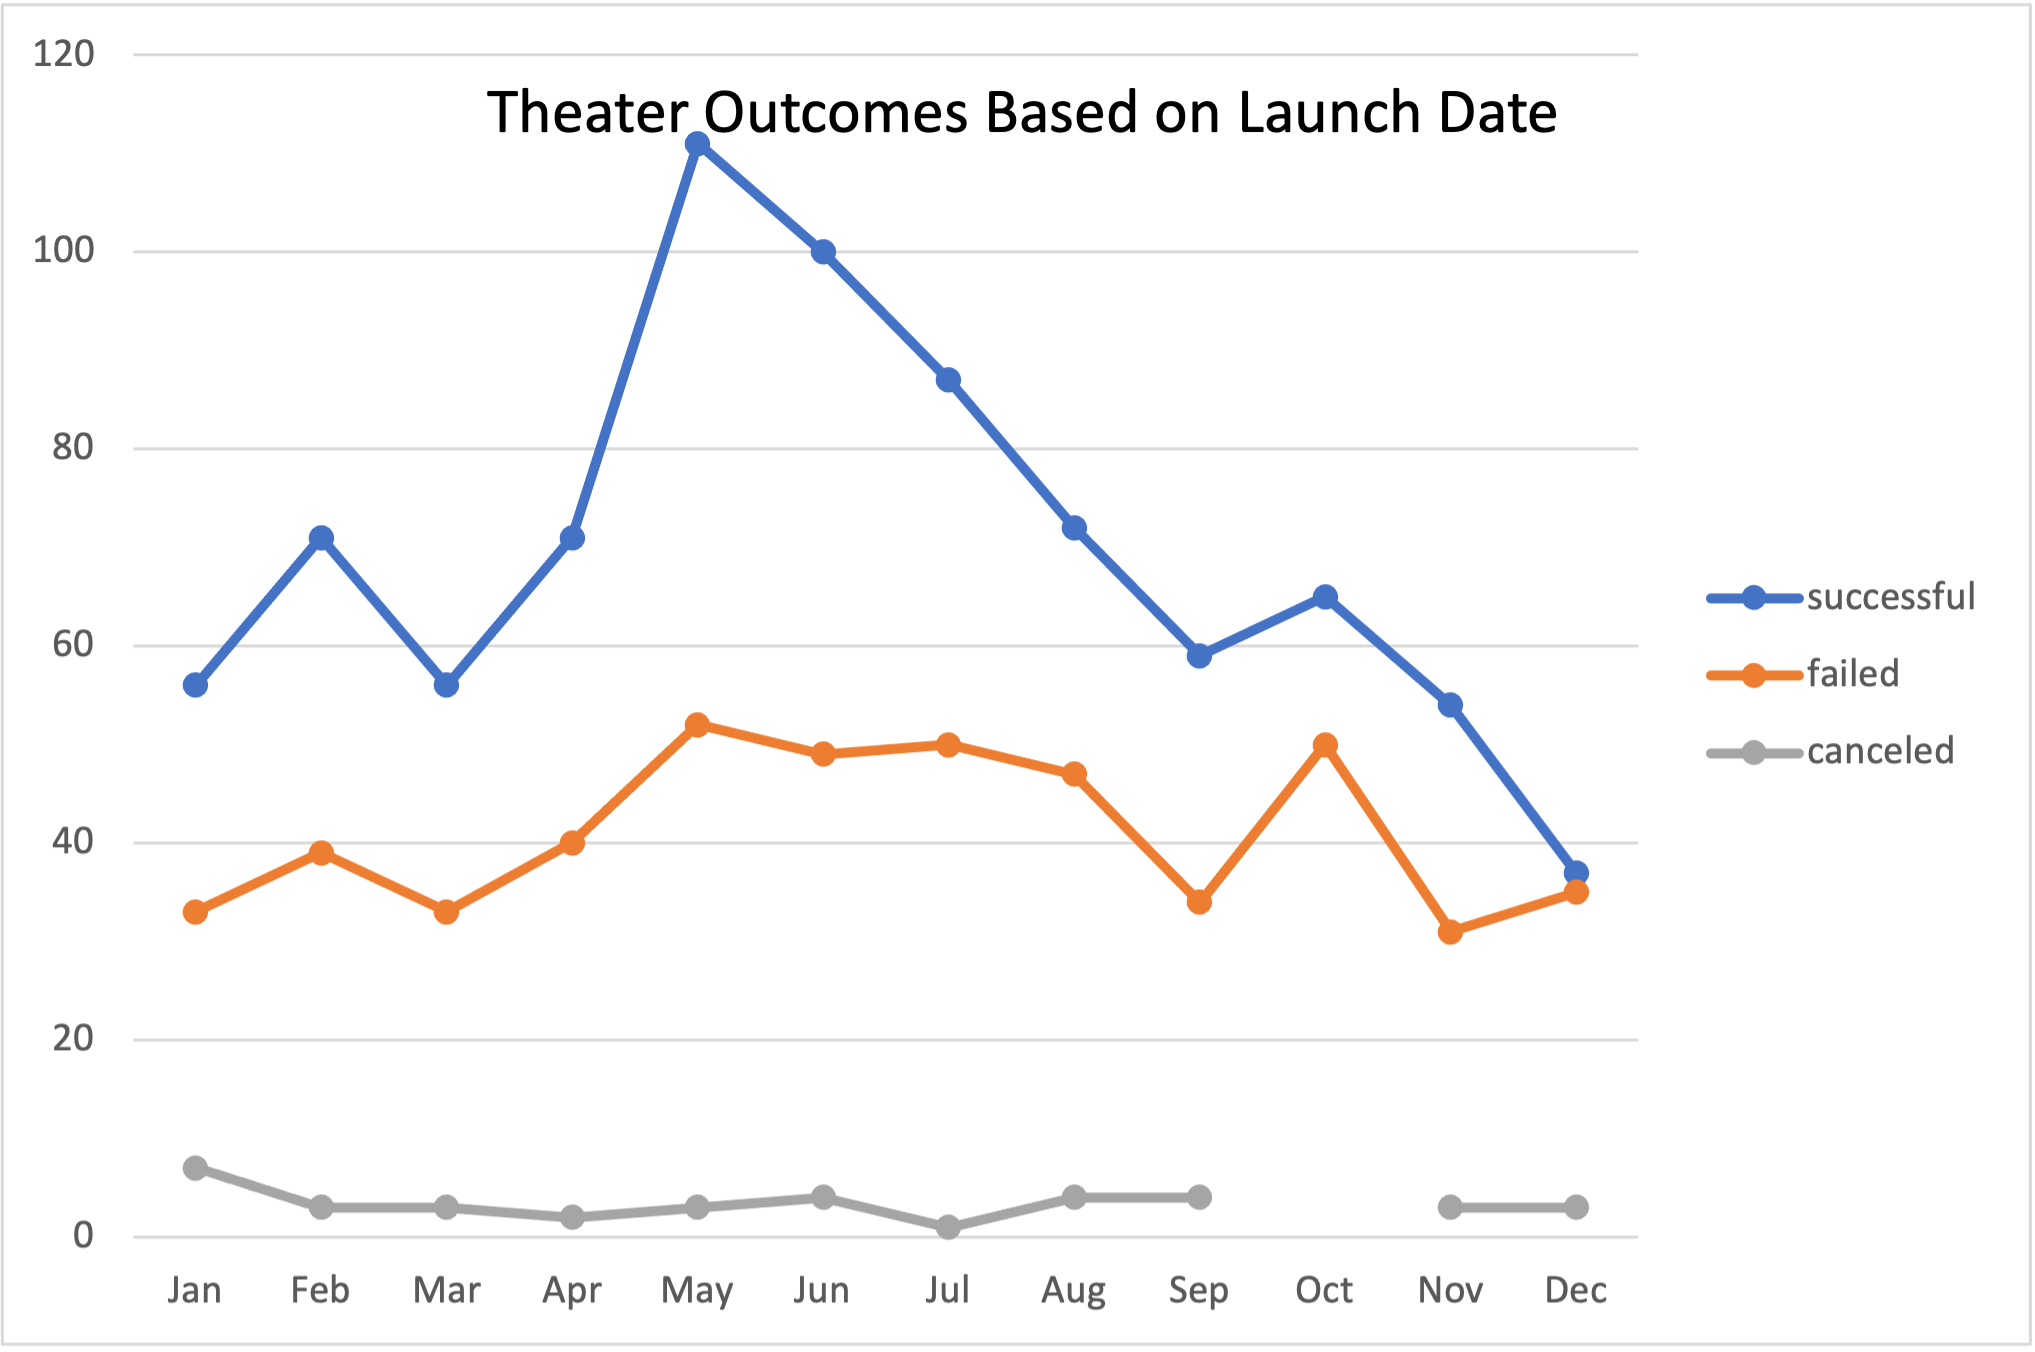 Theater Outcomes Based on Launch Date
120
100
80
60
40
20
0
Jan Feb Mar Apr May Jun Jul Aug Sep Oct Nov Dec
successful
failed
canceled